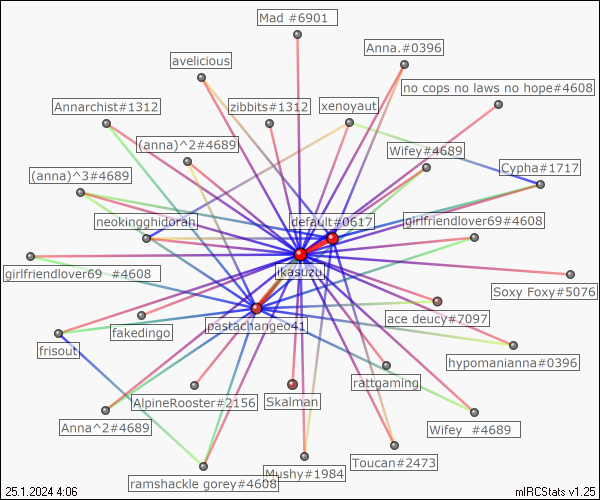 Mad #6901
Anna.#0396
avelicious
no cops no laws no hope#4608
Annarchist#1312
zibbits#1312
xenoyaut
(anna)^2#4689
Wifey#4689
Cypha#1717
(anna)^3#4689
neokingghidorah
default#0617
girlfriendlover69#4608
girlfriendlover69  #4608
ikasuzu
Soxy Foxy#5076
ace deucy#7097
fakedingo
pastachangeo41
frisout
hypomanianna#0396
rattgaming
AlpineRooster#2156
Skalman
Anna^2#4689
Wifey  #4689
Toucan#2473
Mushy#1984
ramshackle gorey#4608
25.1.2024 4:06
mIRCStats v1.25